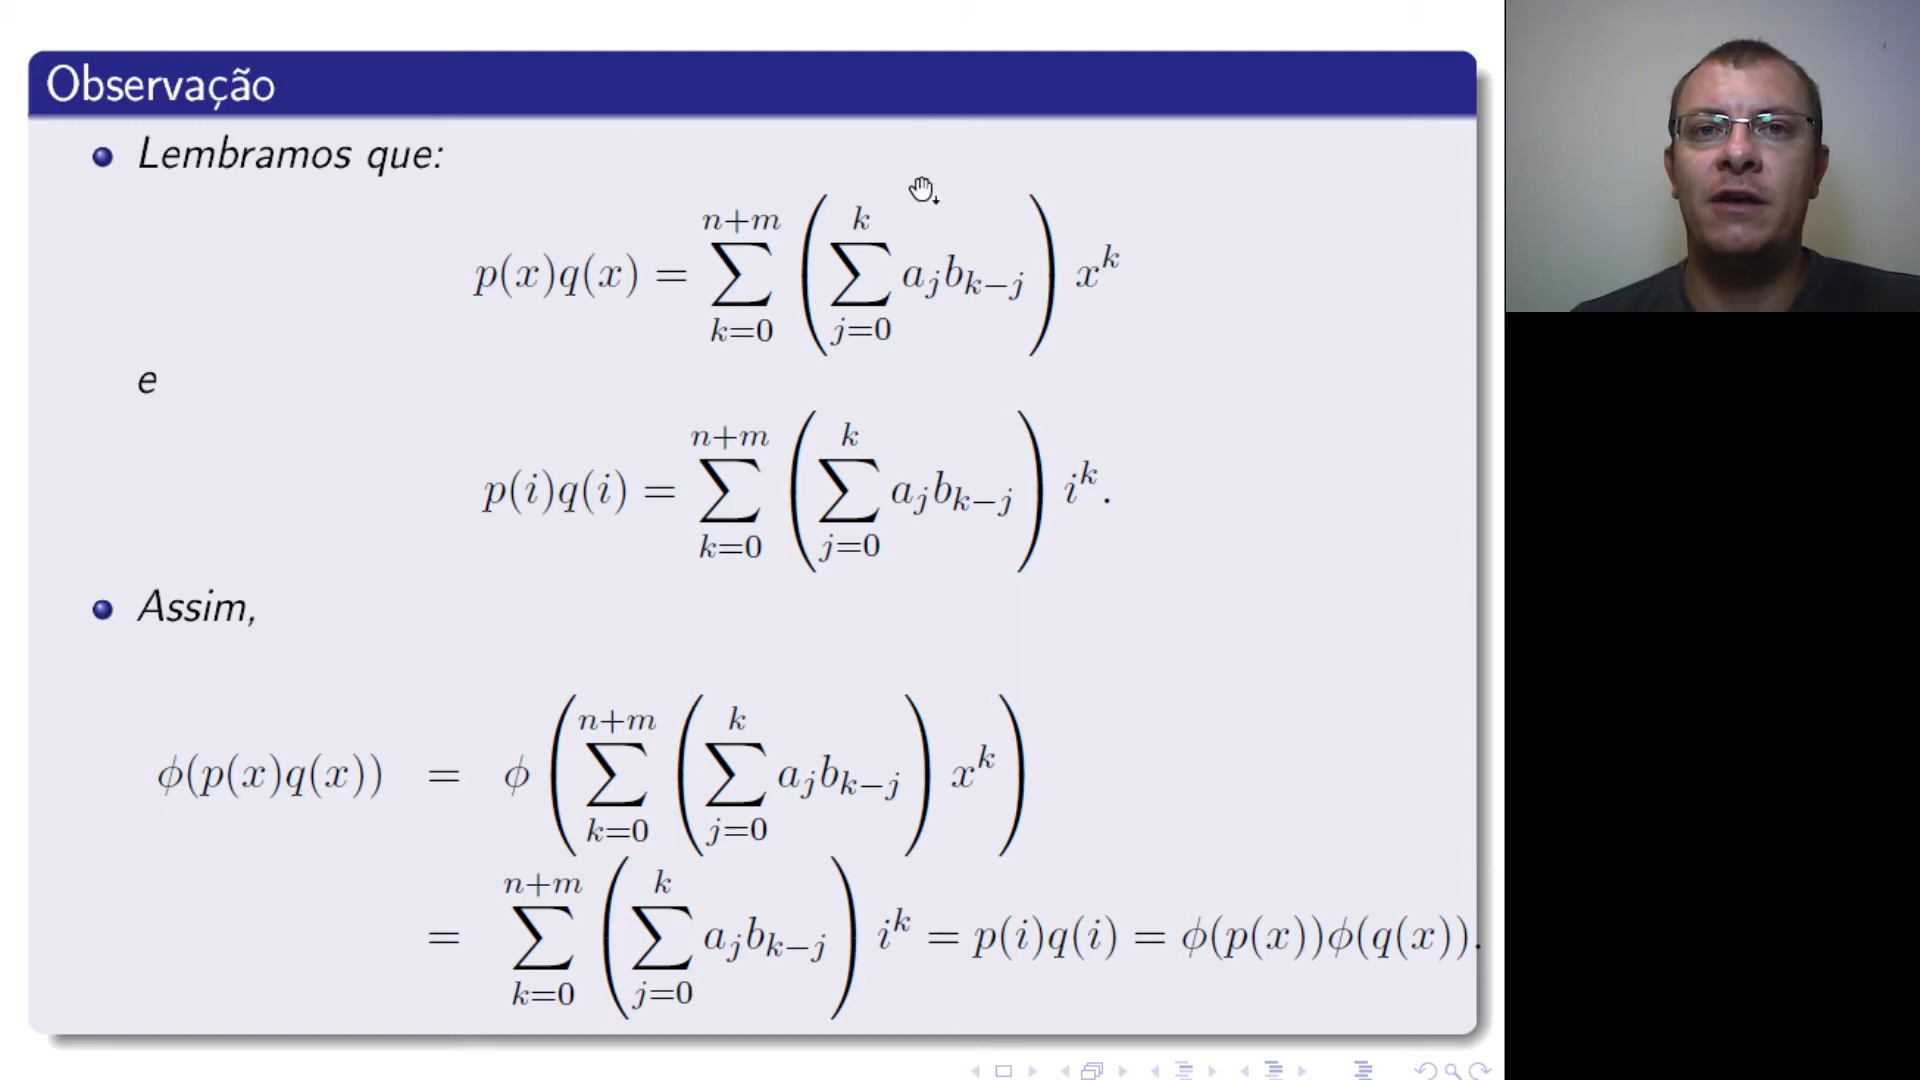 Observação
Lembramos que:
p(x)q(x) = \sum_{k=0}^{n+m} \left( \sum_{j=0}^{k} a_j b_{k-j} \right) x^k
e
p(i)q(i) = \sum_{k=0}^{n+m} \left( \sum_{j=0}^{k} a_j b_{k-j} \right) i^k.
Assim,
\phi(p(x)q(x)) = \phi \left( \sum_{k=0}^{n+m} \left( \sum_{j=0}^{k} a_j b_{k-j} \right) x^k \right)
= \sum_{k=0}^{n+m} \left( \sum_{j=0}^{k} a_j b_{k-j} \right) i^k = p(i)q(i) = \phi(p(x))\phi(q(x)).